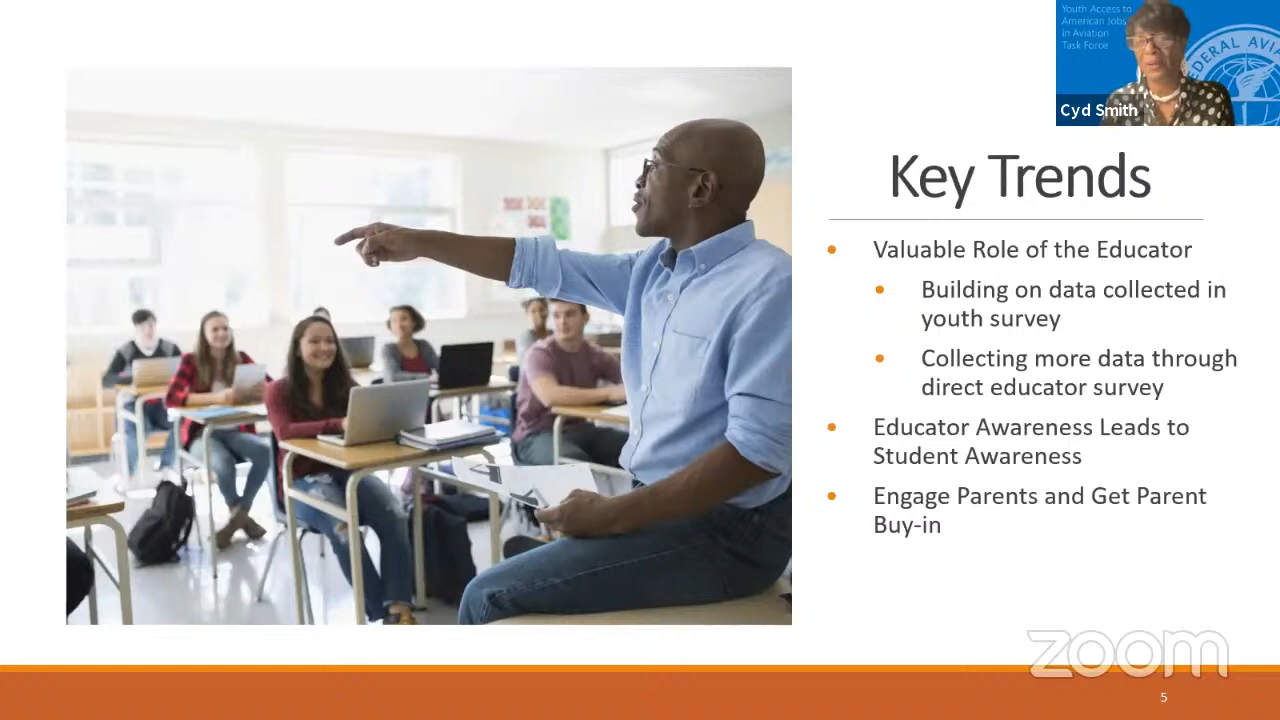 Youth Access to
American Jobs
in Aviation
Task Force
Cyd Smith
Key Trends
• Valuable Role of the Educator
• Building on data collected in
youth survey
• Collecting more data through
direct educator survey
• Educator Awareness Leads to
Student Awareness
• Engage Parents and Get Parent
Buy-in
zoom
5